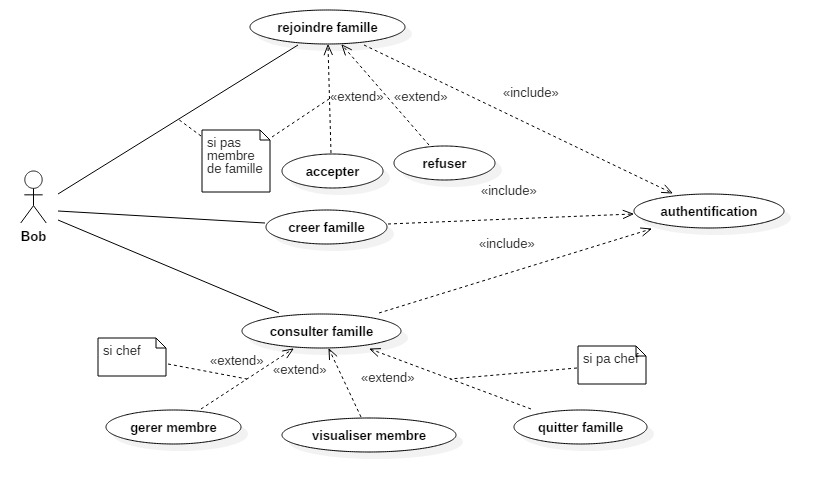 rejoindre famille
«extend»
«extend»
«include»
si pas
membre
de famille
accepter
refuser
«include»
authentification
creer famille
Bob
«include»
consulter famille
si chef
«extend»
«extend»
«extend»
si pa chef
gerer membre
visualiser membre
quitter famille